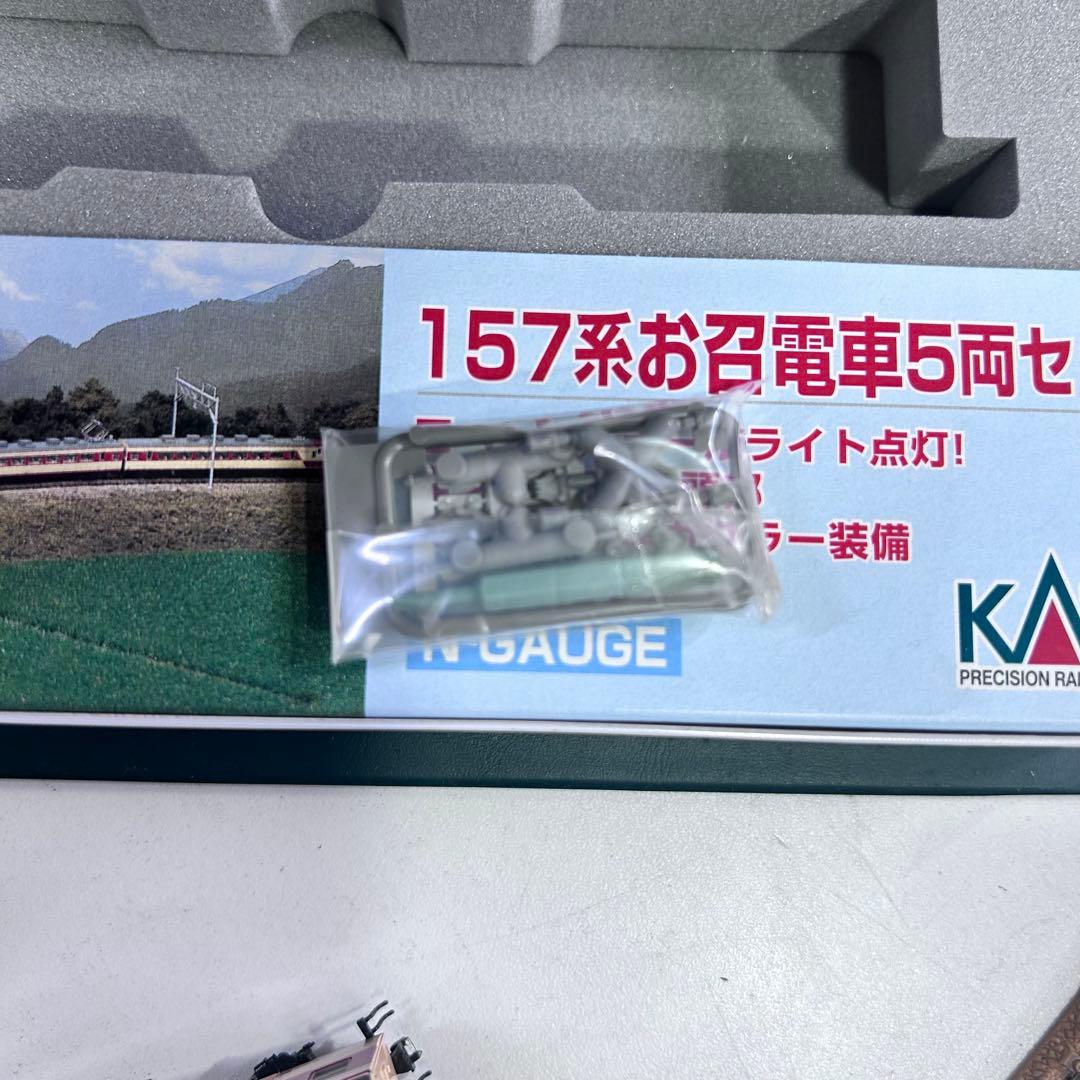 157系お召電車5両セ
ライト点灯!
ラー装備
N-GAUGE
KA
PRECISION RAI